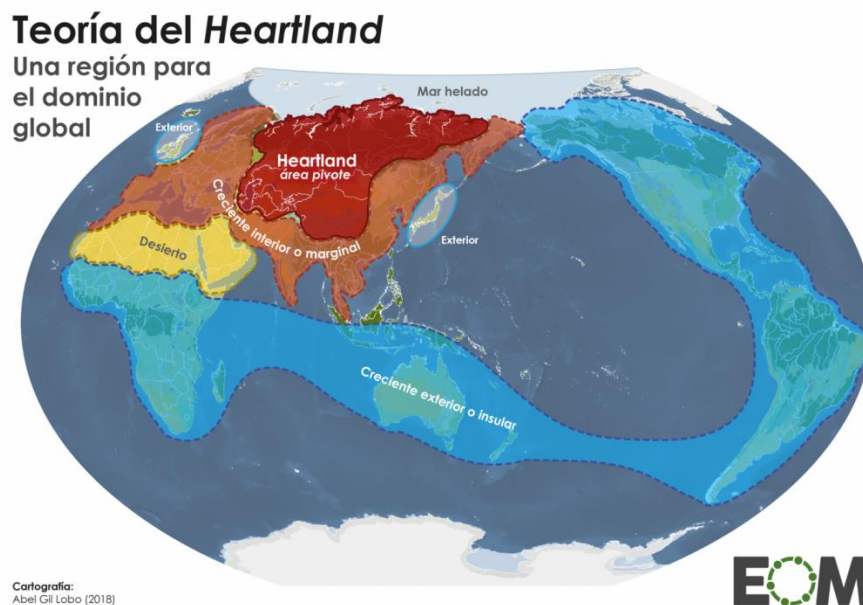 Teoría del Heartland
Una región para
el dominio
global
Mar helado
Exterior
Heartland
área pivote
Creciente interior o marginal
Desierto
Exterior
Creciente exterior o insular
Cartografía:
Abel Gil Lobo (2018)
EOM